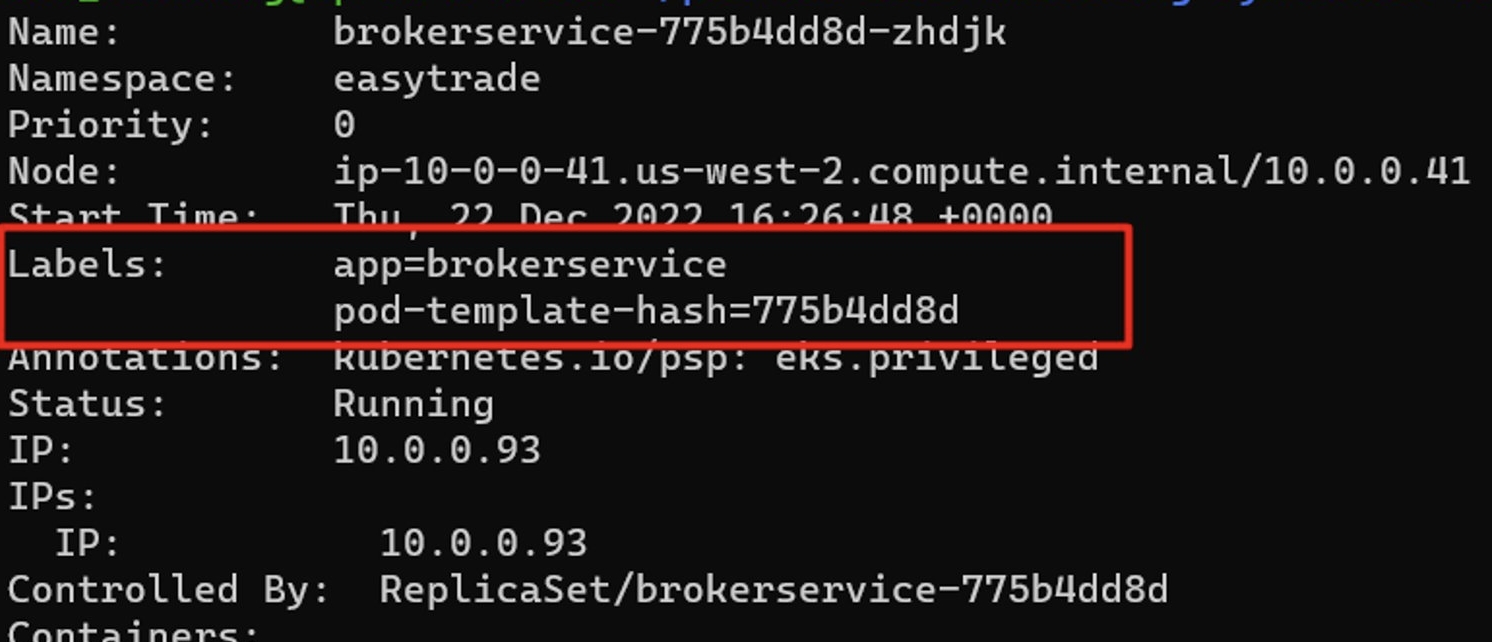 Name:         brokerservice-775b4dd8d-zhdjk
Namespace:    easytrade
Priority:     0
Node:         ip-10-0-0-41.us-west-2.compute.internal/10.0.0.41
Start Time:   Thu, 22 Dec 2022 16:26:48 +0000
Labels:       app=brokerservice
              pod-template-hash=775b4dd8d
Annotations:  kubernetes.io/psp: eks.privileged
Status:       Running
IP:           10.0.0.93
IPs:
  IP:           10.0.0.93
Controlled By:  ReplicaSet/brokerservice-775b4dd8d
Containers: